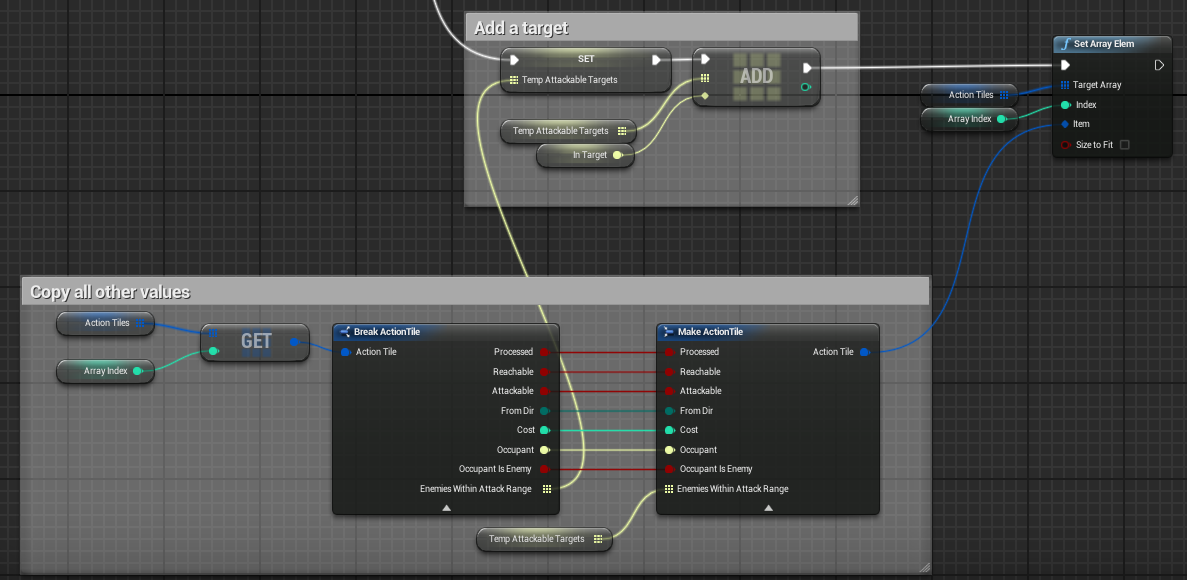 Add a target
SET
Temp Attackable Targets
ADD
Temp Attackable Targets
In Target
Set Array Elem
Target Array
Index
Item
Size to Fit
Action Tiles
Array Index
Copy all other values
Action Tiles
Array Index
GET
Break ActionTile
Action Tile
Processed
Reachable
Attackable
From Dir
Cost
Occupant
Occupant Is Enemy
Enemies Within Attack Range
Make ActionTile
Processed
Action Tile
Reachable
Attackable
From Dir
Cost
Occupant
Occupant Is Enemy
Enemies Within Attack Range
Temp Attackable Targets